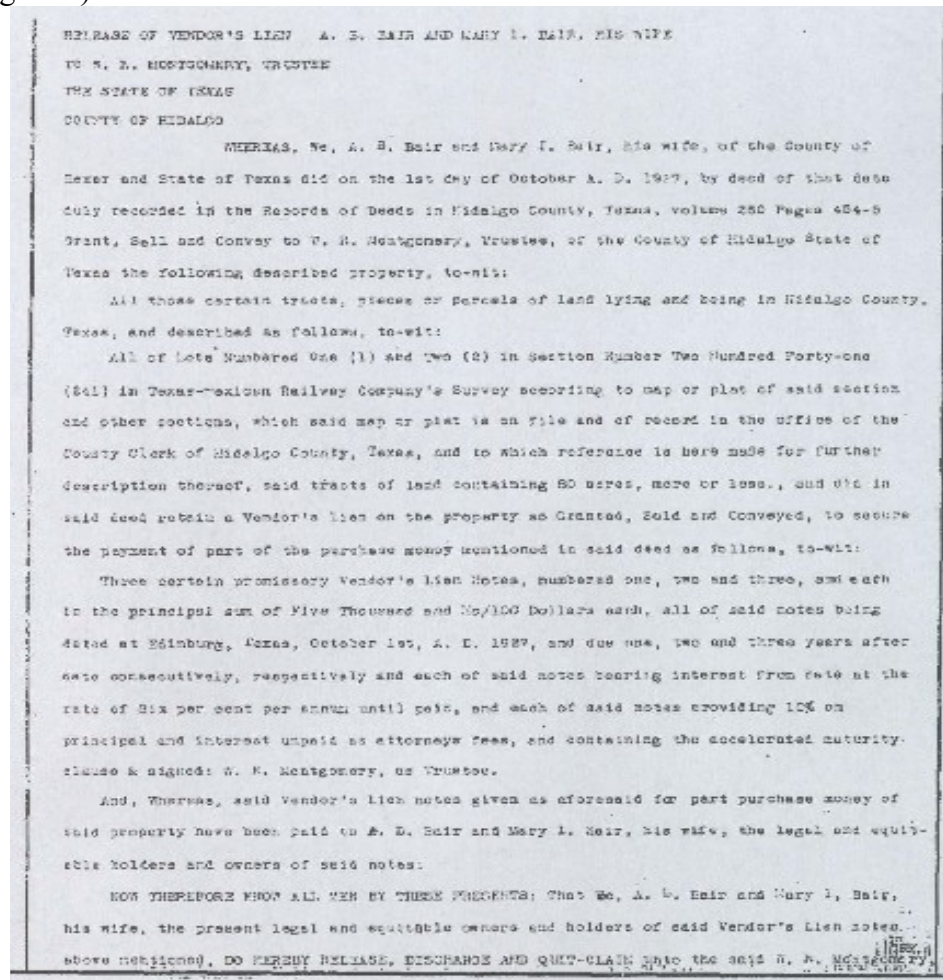 RELEASE OF VENDOR'S LIEN A. B. BAIR AND MARY I. BAIR, HIS WIFE
TO W. R. MONTGOMERY, TRUSTEE
THE STATE OF TEXAS
COUNTY OF HIDALGO
WHEREAS, We, A. B. Bair and Mary I. Bair, his wife, of the County of
Bexar and State of Texas did on the 1st day of October A. D. 1927, by deed of that date
duly recorded in the Records of Deeds in Hidalgo County, Texas, volume 250 Pages 484-5
Grant, Sell and Convey to W. R. Montgomery, Trustee, of the County of Hidalgo State of
Texas the following described property, to-wit:
All those certain tracts, pieces or parcels of land lying and being in Hidalgo County,
Texas, and described as follows, to-wit:
All of Lots Numbered One (1) and Two (2) in Section Number Two Hundred Forty-one
(241) in Texas-Mexican Railway Company's Survey according to map or plat of said section
and other sections, which said map or plat is on file and of record in the office of the
County Clerk of Hidalgo County, Texas, and to which reference is here made for further
description thereof, said tracts of land containing 80 acres, more or less., and did in
said deed retain a Vendor's Lien on the property so Granted, Sold and Conveyed, to secure
the payment of part of the purchase money mentioned in said deed as follows, to-wit:
Three certain promissory Vendor's Lien Notes, numbered one, two and three, and each
in the principal sum of Five Thousand and No/100 Dollars each, all of said notes being
dated at Edinburg, Texas, October 1st, A. D. 1927, and due one, two and three years after
date consecutively, respectively and each of said notes bearing interest from date at the
rate of Six per cent per annum until paid, and each of said notes providing 10% on
principal and interest unpaid as attorneys fees, and containing the accelerated maturity
clause & signed: W. R. Montgomery, as Trustee.
And, Whereas, said Vendor's Lien notes given as aforesaid for part purchase money of
said property have been paid to A. B. Bair and Mary I. Bair, his wife, the legal and equit-
able holders and owners of said notes:
NOW THEREFORE KNOW ALL MEN BY THESE PRESENTS: That We, A. B. Bair and Mary I. Bair,
his wife, the present legal and equitable owners and holders of said Vendor's Lien notes
above mentioned, DO HEREBY RELEASE, DISCHARGE AND QUIT-CLAIM unto the said W. R. Montgomery,